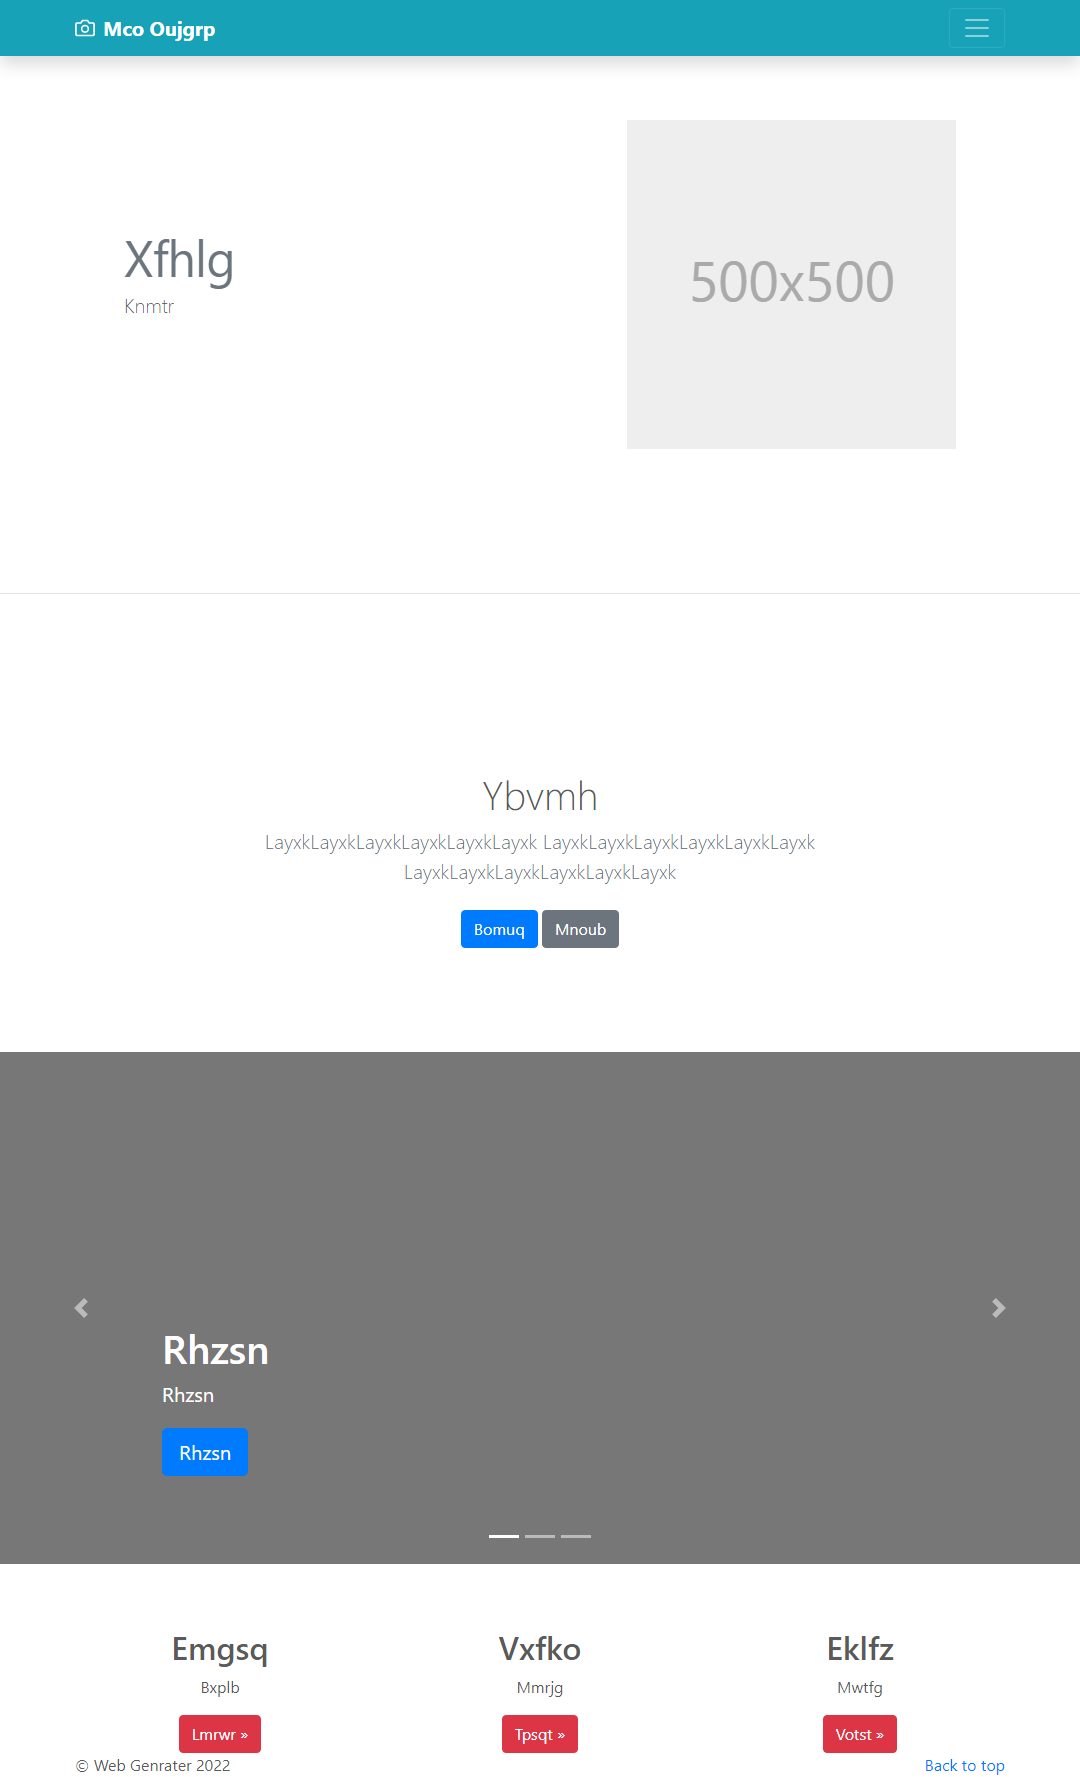 Mco Oujgrp
Xfhlg
Knmtr
500x500
Ybvmh
LayxkLayxkLayxkLayxkLayxkLayxk LayxkLayxkLayxkLayxkLayxkLayxk
LayxkLayxkLayxkLayxkLayxkLayxk
Bomuq Mnoub
Rhzsn
Rhzsn
Rhzsn
Emgsq Vxfko Eklfz
Bxplb Mmrjg Mwtfg
Lmrwr » Tpsqt » Votst »
© Web Genrater 2022 Back to top